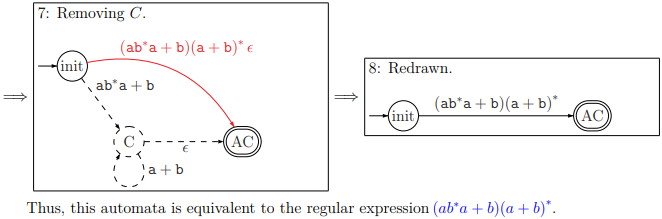 7: Removing C.
(ab*a + b)(a + b)* ϵ
init
ab*a + b
⟹
C
ϵ
AC
a + b
⟹
8: Redrawn.
(ab*a + b)(a + b)*
init
AC
Thus, this automata is equivalent to the regular expression (ab*a + b)(a + b)*.